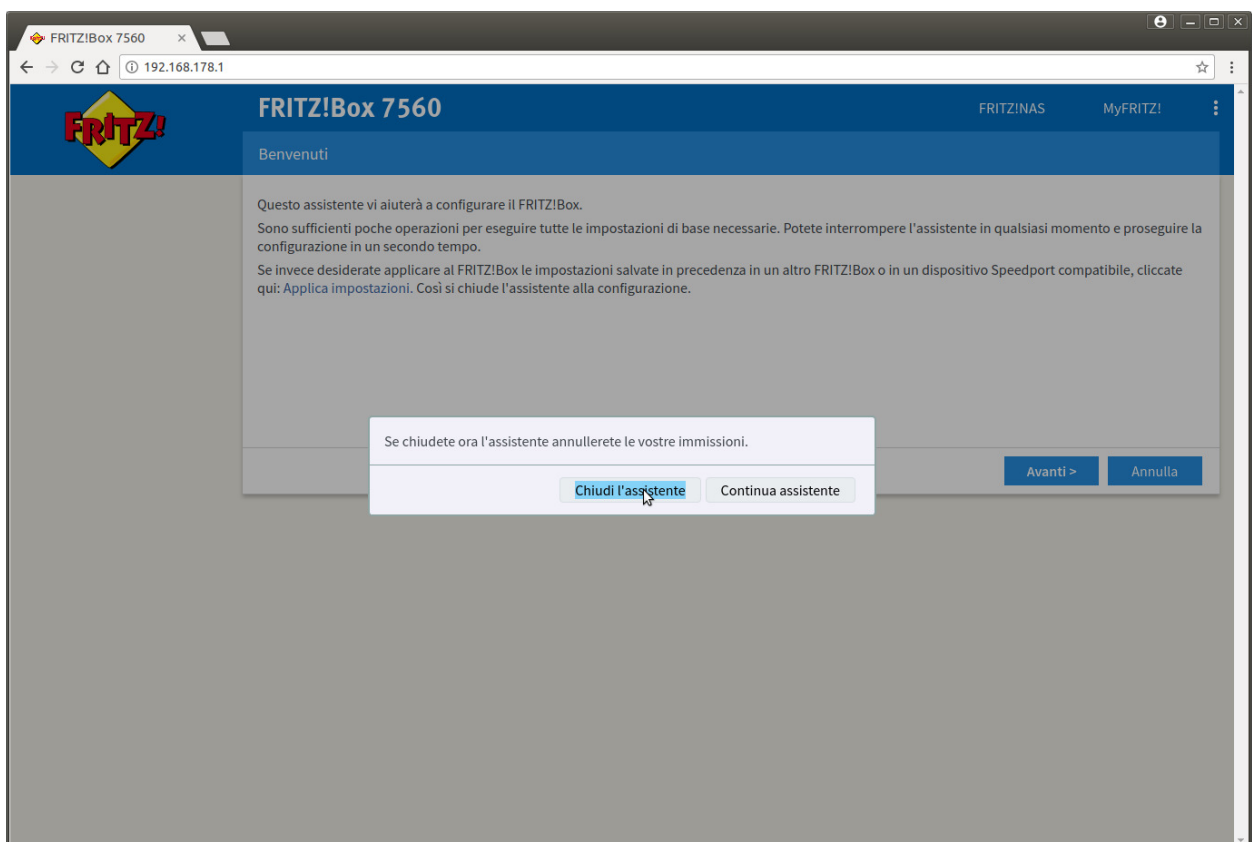 FRITZ!Box 7560
192.168.178.1
FRITZ!
FRITZ!Box 7560
FRITZ!NAS
MyFRITZ!
Benvenuti
Questo assistente vi aiuterà a configurare il FRITZ!Box.
Sono sufficienti poche operazioni per eseguire tutte le impostazioni di base necessarie. Potete interrompere l'assistente in qualsiasi momento e proseguire la
configurazione in un secondo tempo.
Se invece desiderate applicare al FRITZ!Box le impostazioni salvate in precedenza in un altro FRITZ!Box o in un dispositivo Speedport compatibile, cliccate
qui: Applica impostazioni. Così si chiude l'assistente alla configurazione.
Se chiudete ora l'assistente annullerete le vostre immissioni.
Chiudi l'assistente
Continua assistente
Avanti >
Annulla